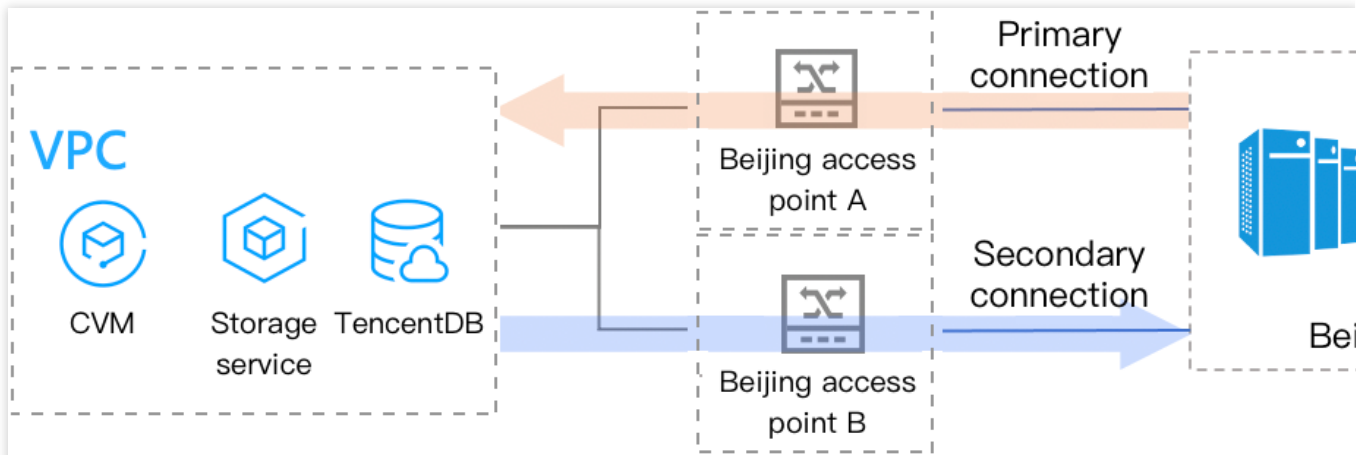 Primary
connection
VPC
Beijing access
point A
CVM
Storage
service
TencentDB
Secondary
connection
Beijing access
point B